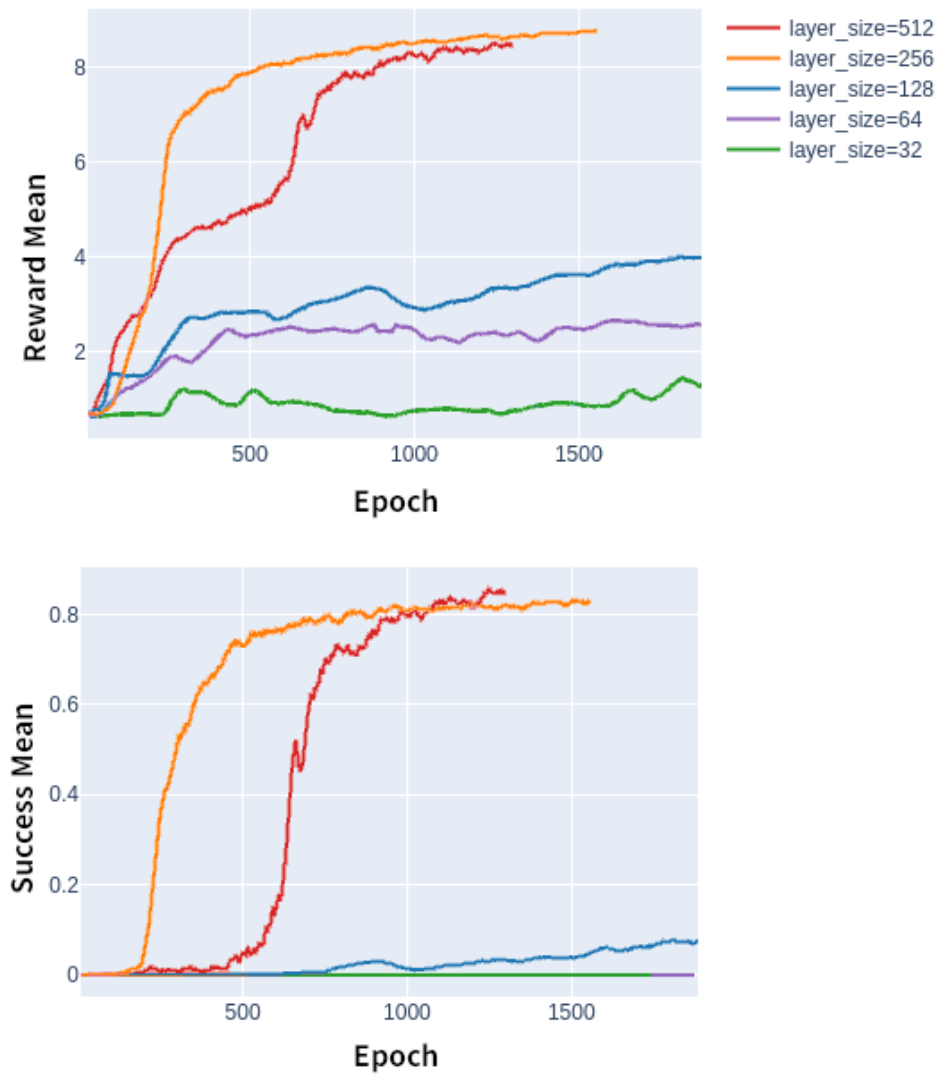 8
6
4
2
Reward Mean
500
1000
1500
Epoch
layer_size=512
layer_size=256
layer_size=128
layer_size=64
layer_size=32
0.8
0.6
0.4
0.2
0
Success Mean
500
1000
1500
Epoch